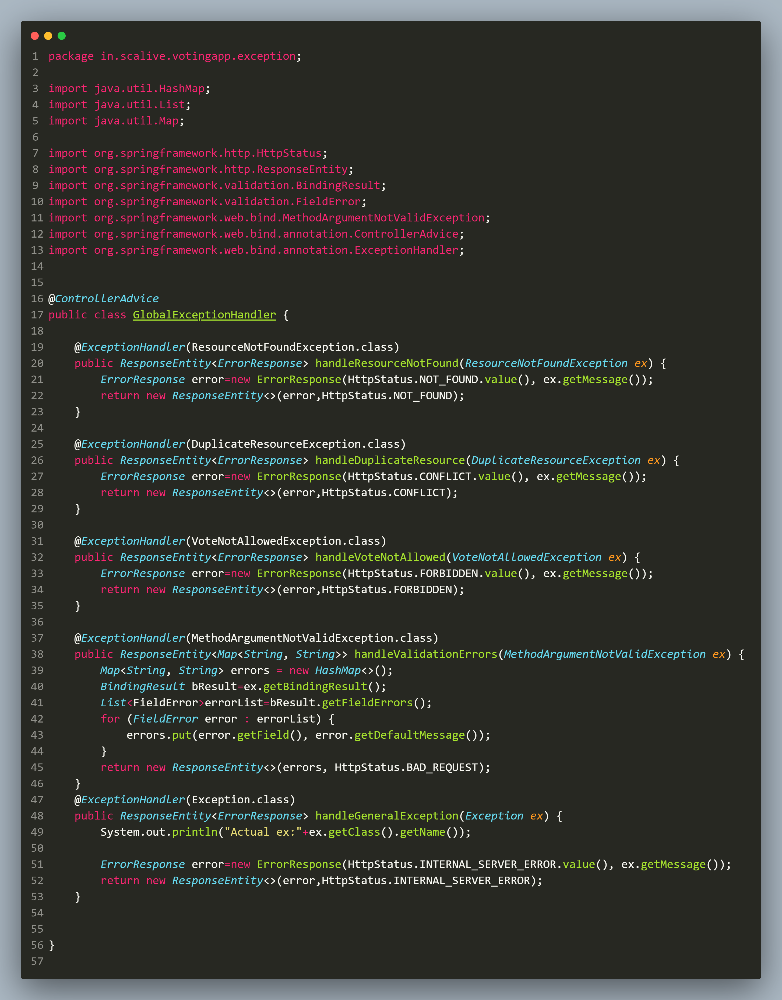 1 package in.scalive.votingapp.exception;
2
3 import java.util.HashMap;
4 import java.util.List;
5 import java.util.Map;
6
7 import org.springframework.http.HttpStatus;
8 import org.springframework.http.ResponseEntity;
9 import org.springframework.validation.BindingResult;
10 import org.springframework.validation.FieldError;
11 import org.springframework.web.bind.MethodArgumentNotValidException;
12 import org.springframework.web.bind.annotation.ControllerAdvice;
13 import org.springframework.web.bind.annotation.ExceptionHandler;
14
15
16 @ControllerAdvice
17 public class GlobalExceptionHandler {
18
19     @ExceptionHandler(ResourceNotFoundException.class)
20     public ResponseEntity<ErrorResponse> handleResourceNotFound(ResourceNotFoundException ex) {
21         ErrorResponse error=new ErrorResponse(HttpStatus.NOT_FOUND.value(), ex.getMessage());
22         return new ResponseEntity<>(error,HttpStatus.NOT_FOUND);
23     }
24
25     @ExceptionHandler(DuplicateResourceException.class)
26     public ResponseEntity<ErrorResponse> handleDuplicateResource(DuplicateResourceException ex) {
27         ErrorResponse error=new ErrorResponse(HttpStatus.CONFLICT.value(), ex.getMessage());
28         return new ResponseEntity<>(error,HttpStatus.CONFLICT);
29     }
30
31     @ExceptionHandler(VoteNotAllowedException.class)
32     public ResponseEntity<ErrorResponse> handleVoteNotAllowed(VoteNotAllowedException ex) {
33         ErrorResponse error=new ErrorResponse(HttpStatus.FORBIDDEN.value(), ex.getMessage());
34         return new ResponseEntity<>(error,HttpStatus.FORBIDDEN);
35     }
36
37     @ExceptionHandler(MethodArgumentNotValidException.class)
38     public ResponseEntity<Map<String, String>> handleValidationErrors(MethodArgumentNotValidException ex) {
39         Map<String, String> errors = new HashMap<>();
40         BindingResult bResult=ex.getBindingResult();
41         List<FieldError>errorList=bResult.getFieldErrors();
42         for (FieldError error : errorList) {
43             errors.put(error.getField(), error.getDefaultMessage());
44         }
45         return new ResponseEntity<>(errors, HttpStatus.BAD_REQUEST);
46     }
47     @ExceptionHandler(Exception.class)
48     public ResponseEntity<ErrorResponse> handleGeneralException(Exception ex) {
49         System.out.println("Actual ex:"+ex.getClass().getName());
50
51         ErrorResponse error=new ErrorResponse(HttpStatus.INTERNAL_SERVER_ERROR.value(), ex.getMessage());
52         return new ResponseEntity<>(error,HttpStatus.INTERNAL_SERVER_ERROR);
53     }
54
55
56 }
57